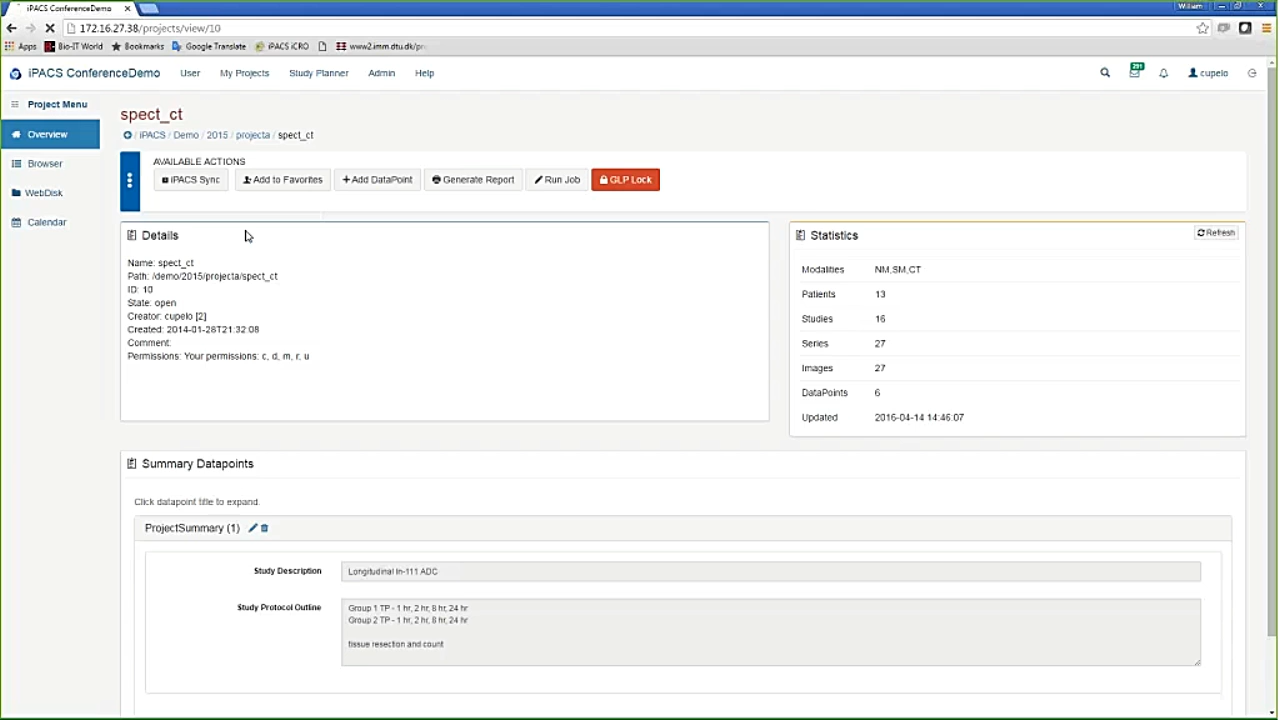 iPACS ConferenceDemo
William
172.16.27.38/projects/view/10
Apps Bio-IT World Bookmarks Google Translate iPACS iCRO www2.imm.dtu.dk/pr
iPACS ConferenceDemo User My Projects Study Planner Admin Help 291 cupelo
Project Menu
Overview
Browser
WebDisk
Calendar
spect_ct
/ iPACS / Demo / 2015 / projecta / spect_ct
AVAILABLE ACTIONS
iPACS Sync Add to Favorites Add DataPoint Generate Report Run Job GLP Lock
Details
Name: spect_ct
Path: /demo/2015/projecta/spect_ct
ID: 10
State: open
Creator: cupelo [2]
Created: 2014-01-28T21:32:08
Comment:
Permissions: Your permissions: c, d, m, r, u
Statistics Refresh
Modalities NM,SM,CT
Patients 13
Studies 16
Series 27
Images 27
DataPoints 6
Updated 2016-04-14 14:46:07
Summary Datapoints
Click datapoint title to expand.
ProjectSummary (1)
Study Description Longitudinal In-111 ADC
Study Protocol Outline Group 1 TP - 1 hr, 2 hr, 8 hr, 24 hr
Group 2 TP - 1 hr, 2 hr, 8 hr, 24 hr
tissue resection and count